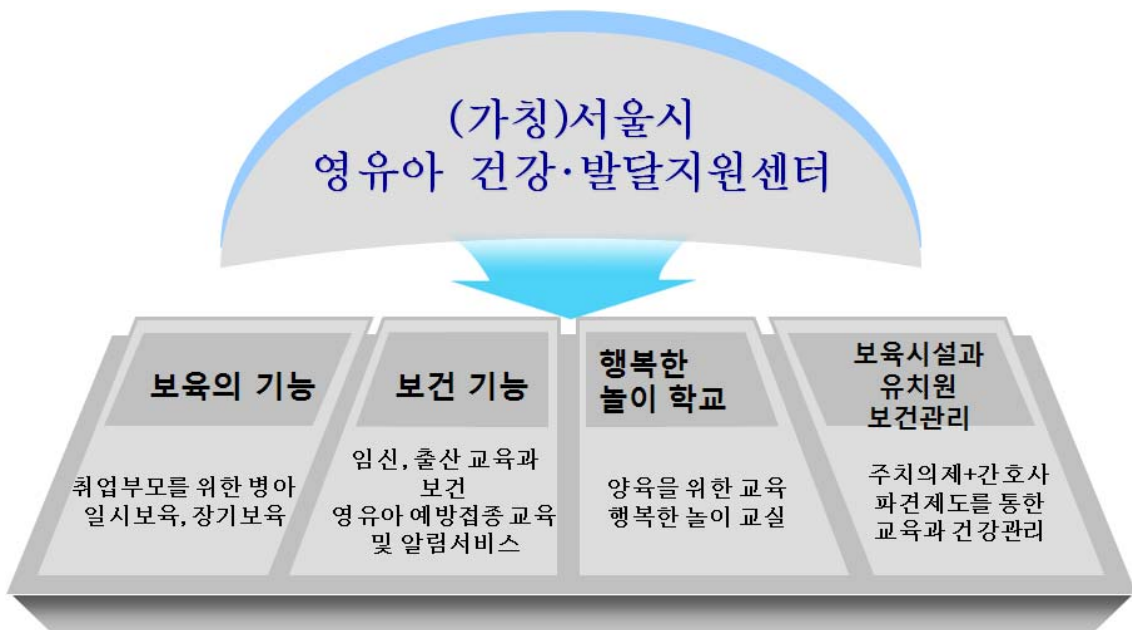 (가칭)서울시
영유아 건강·발달지원센터
보육의 기능
취업부모를 위한 병아
일시보육, 장기보육
보건 기능
임신, 출산 교육과
보건
영유아 예방접종 교육
및 알림서비스
행복한
놀이 학교
양육을 위한 교육
행복한 놀이 교실
보육시설과
유치원
보건관리
주치의제+간호사
파견제도를 통한
교육과 건강관리